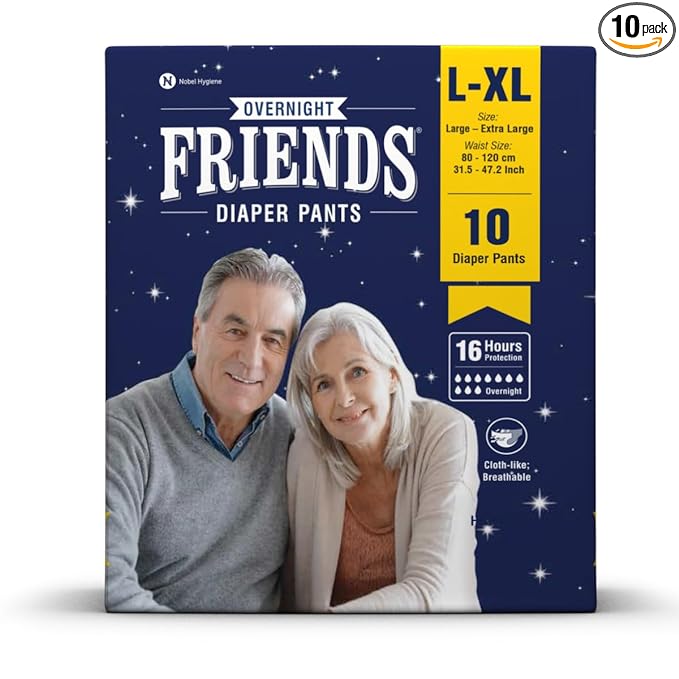 10 pack
N Nobel Hygiene
OVERNIGHT
FRIENDS®
DIAPER PANTS
L-XL
Size:
Large – Extra Large
Waist Size:
80 - 120 cm
31.5 - 47.2 Inch
10
Diaper Pants
16 Hours
Protection
Overnight
Cloth-like;
Breathable
H